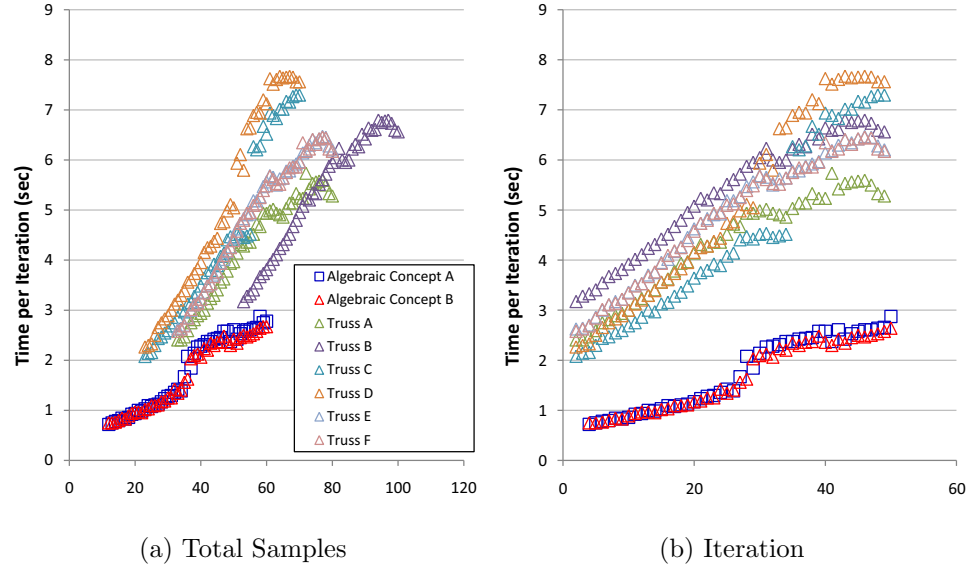 9
8
7
6
5
4
3
2
1
0
Time per Iteration (sec)
0 20 40 60 80 100 120
Algebraic Concept A
Algebraic Concept B
Truss A
Truss B
Truss C
Truss D
Truss E
Truss F
(a) Total Samples
9
8
7
6
5
4
3
2
1
0
Time per Iteration (sec)
0 20 40 60
(b) Iteration